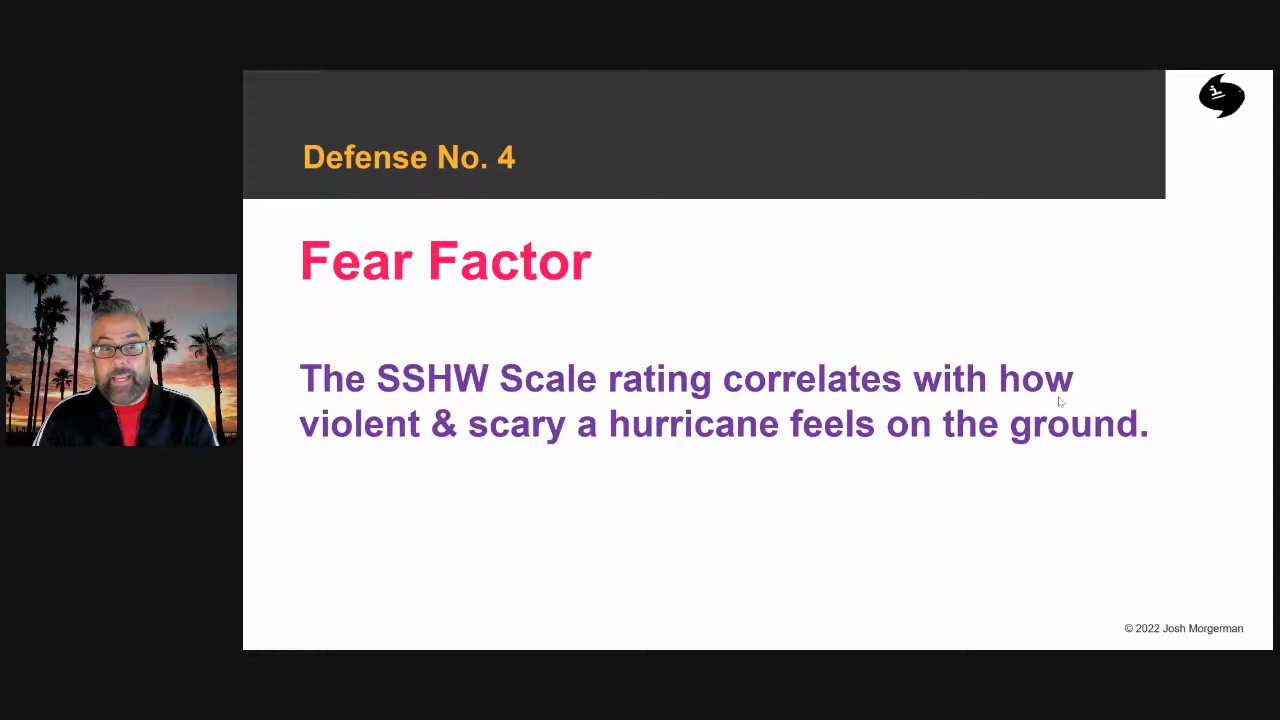 Defense No. 4
Fear Factor
The SSHW Scale rating correlates with how
violent & scary a hurricane feels on the ground.
© 2022 Josh Morgerman